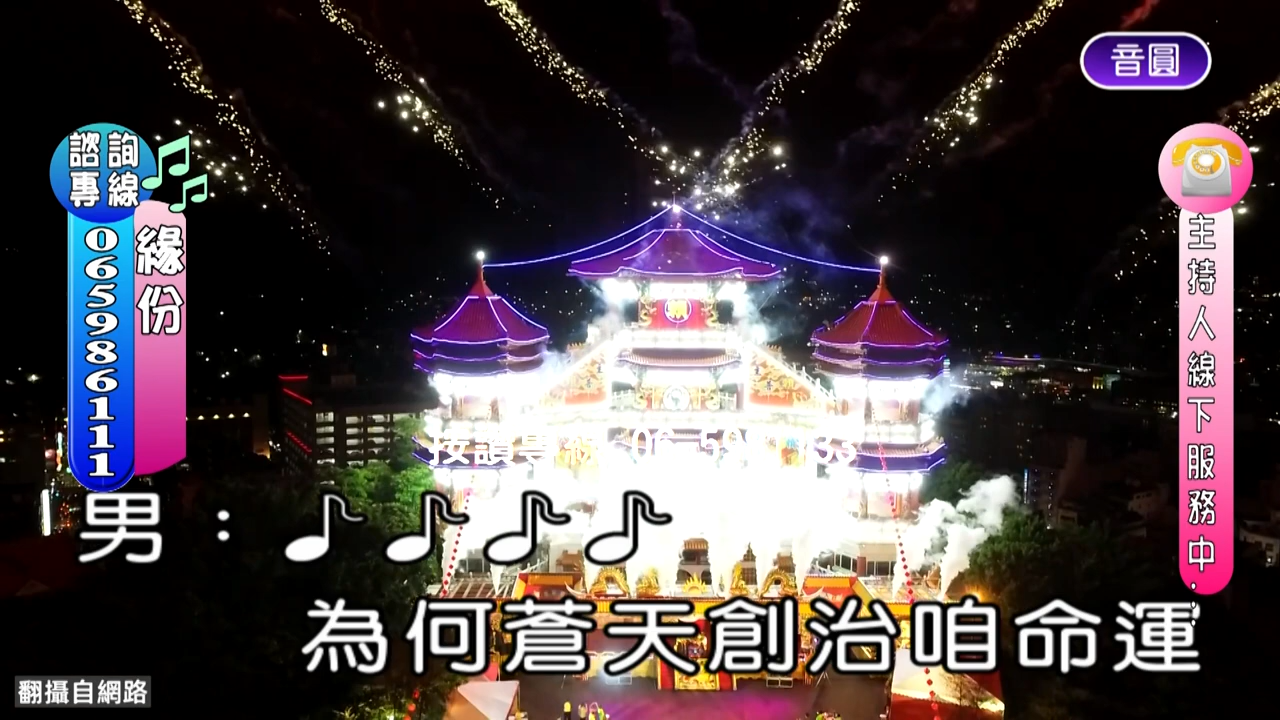 音圓
諮詢
專線
065986111
緣份
主持人線下服務中...
男：♪♪♪♪
為何蒼天創治咱命運
翻攝自網路